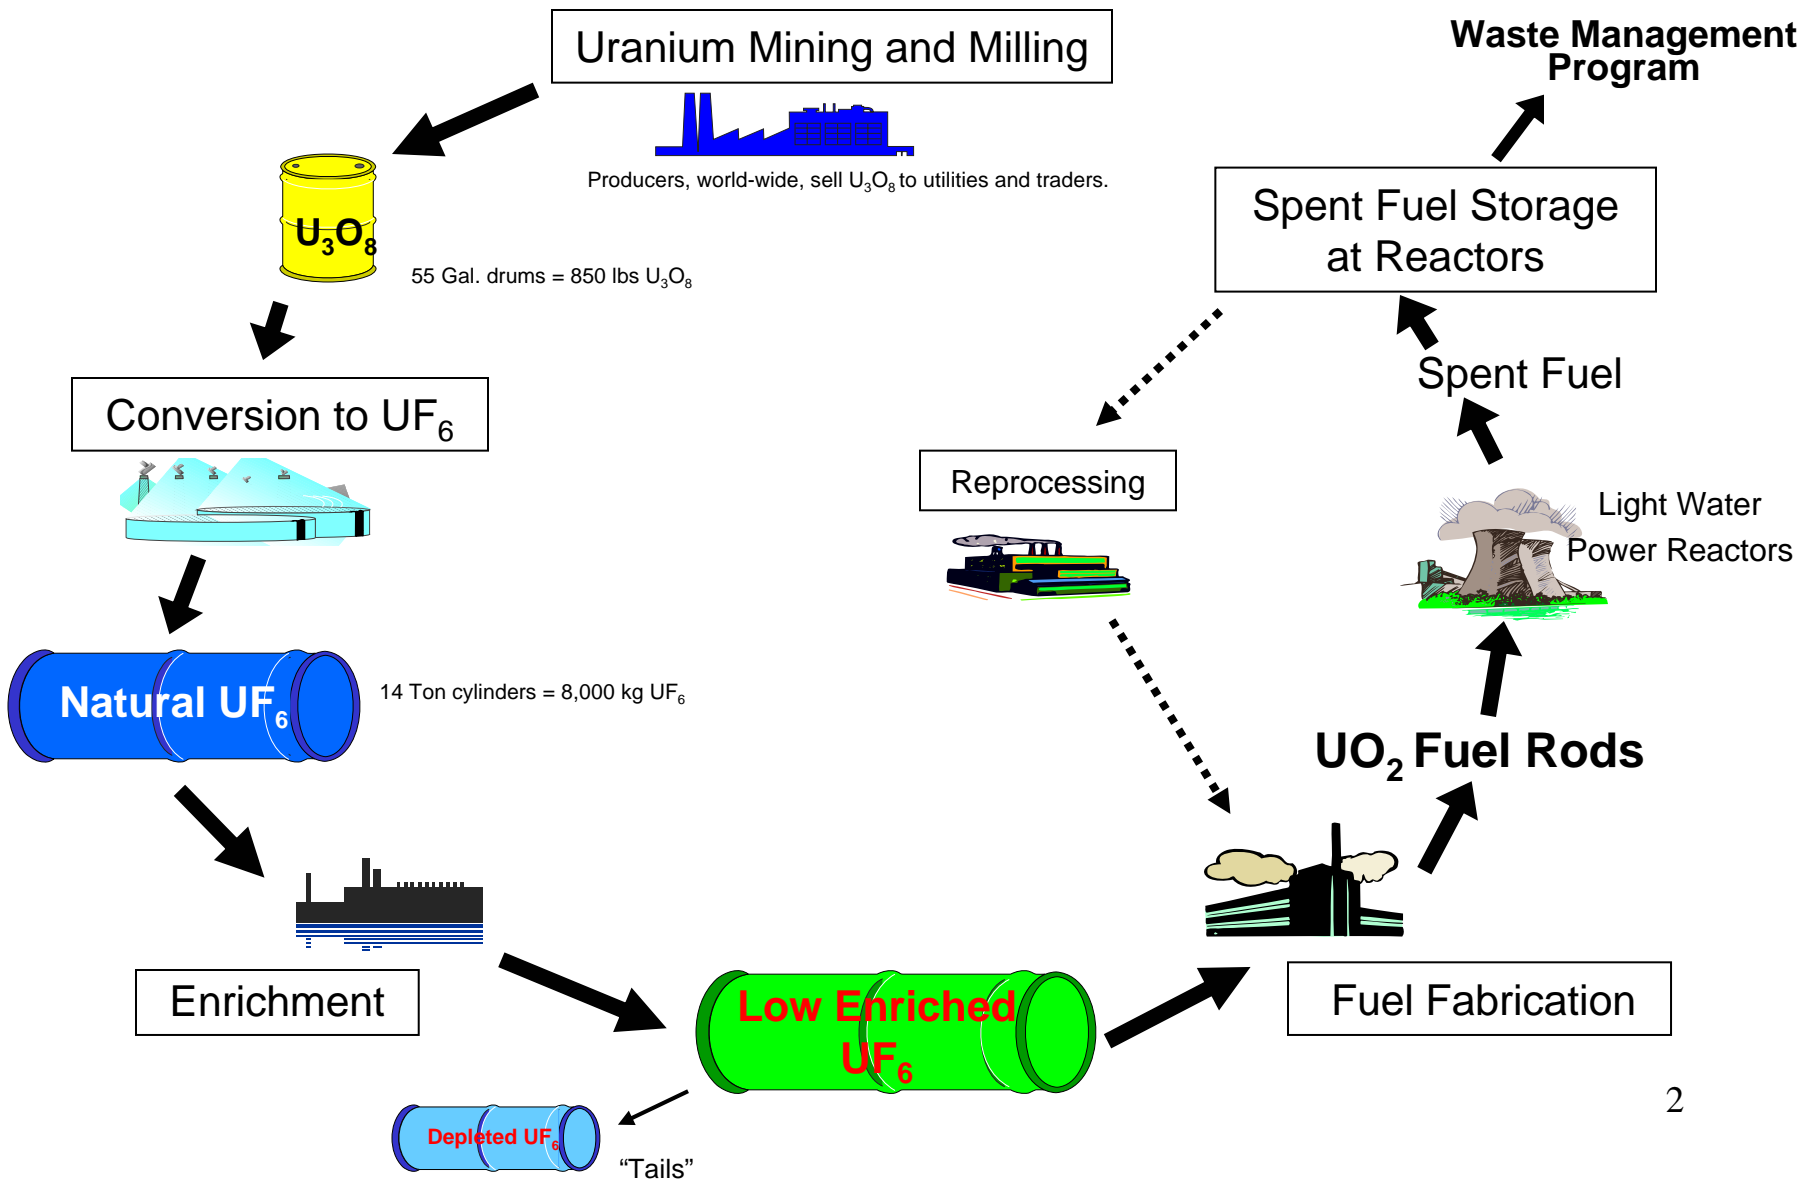 Uranium Mining and Milling
Producers, world-wide, sell U₃O₈ to utilities and traders.
U₃O₈
55 Gal. drums = 850 lbs U₃O₈
Conversion to UF₆
Natural UF₆
14 Ton cylinders = 8,000 kg UF₆
Enrichment
Low Enriched
UF₆
Depleted UF₆
“Tails”
Fuel Fabrication
UO₂ Fuel Rods
Light Water
Power Reactors
Spent Fuel
Spent Fuel Storage
at Reactors
Reprocessing
Waste Management
Program
2